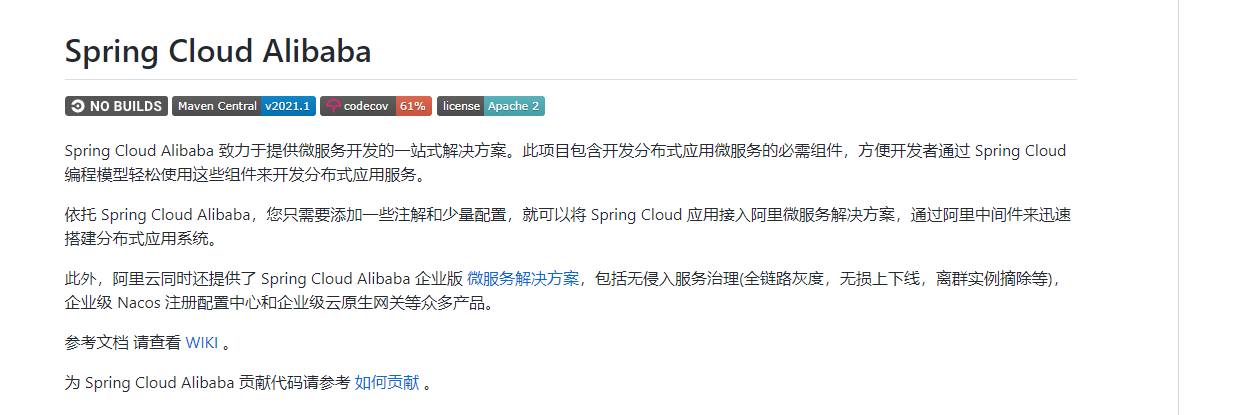 Spring Cloud Alibaba
NO BUILDS Maven Central v2021.1 codecov 61% license Apache 2
Spring Cloud Alibaba 致力于提供微服务开发的一站式解决方案。此项目包含开发分布式应用微服务的必需组件，方便开发者通过 Spring Cloud
编程模型轻松使用这些组件来开发分布式应用服务。
依托 Spring Cloud Alibaba，您只需要添加一些注解和少量配置，就可以将 Spring Cloud 应用接入阿里微服务解决方案，通过阿里中间件来迅速
搭建分布式应用系统。
此外，阿里云同时还提供了 Spring Cloud Alibaba 企业版 微服务解决方案，包括无侵入服务治理(全链路灰度，无损上下线，离群实例摘除等)，
企业级 Nacos 注册配置中心和企业级云原生网关等众多产品。
参考文档 请查看 WIKI 。
为 Spring Cloud Alibaba 贡献代码请参考 如何贡献 。